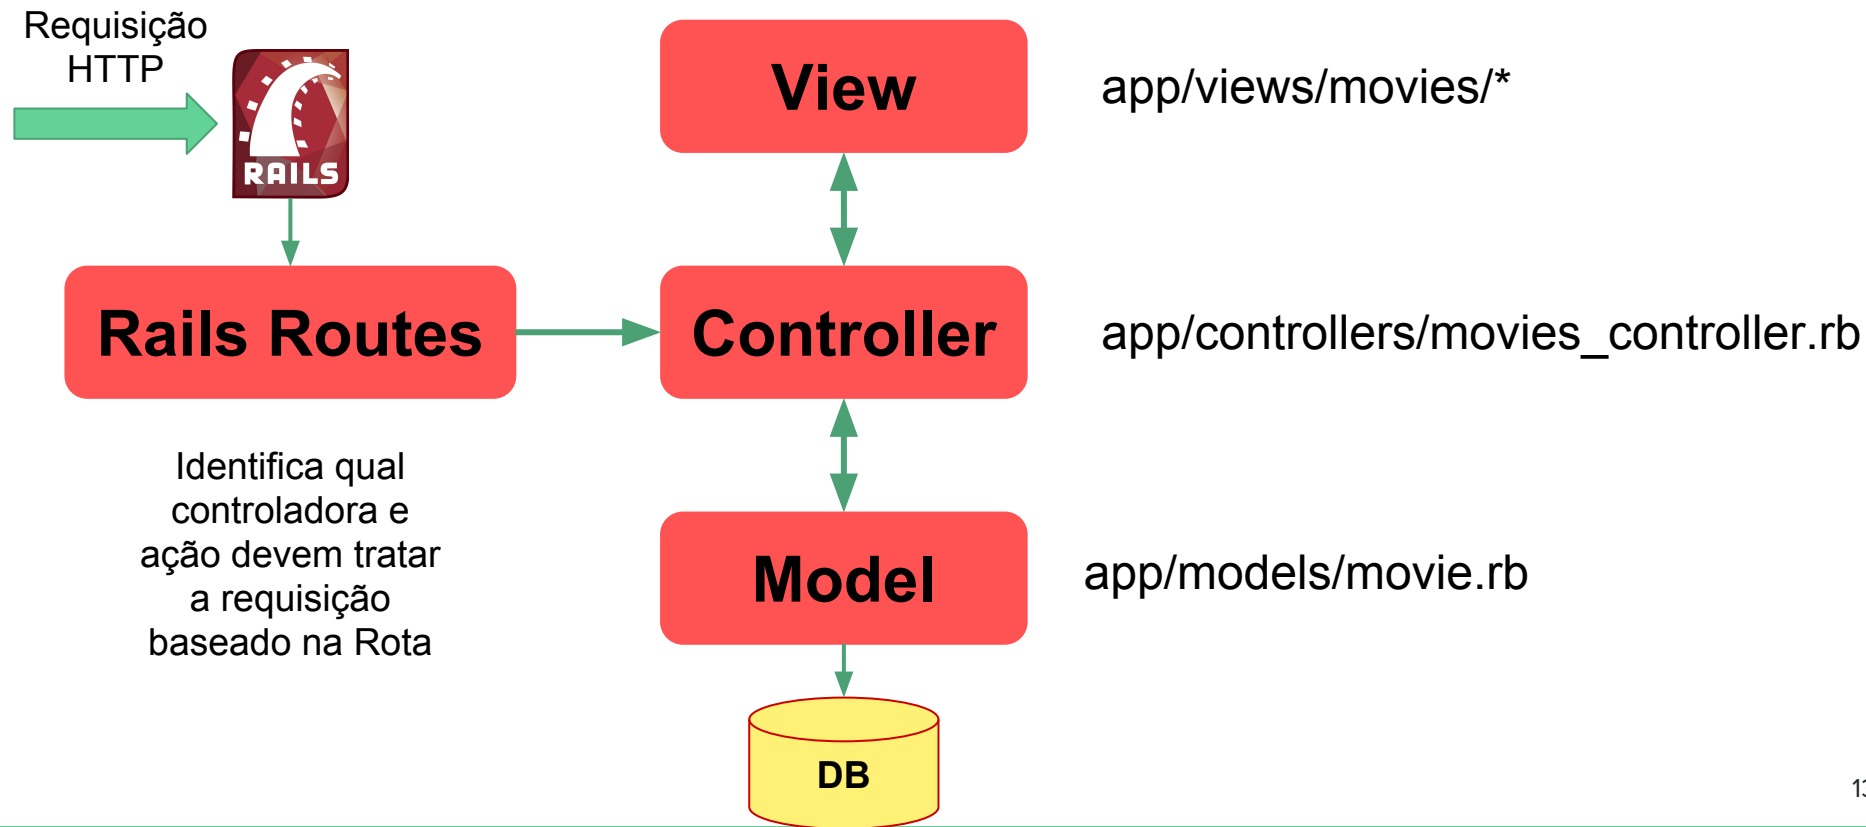 Requisição
HTTP
RAILS
View
app/views/movies/*
Rails Routes
Controller
app/controllers/movies_controller.rb
Identifica qual
controladora e
ação devem tratar
a requisição
baseado na Rota
Model
app/models/movie.rb
DB
13